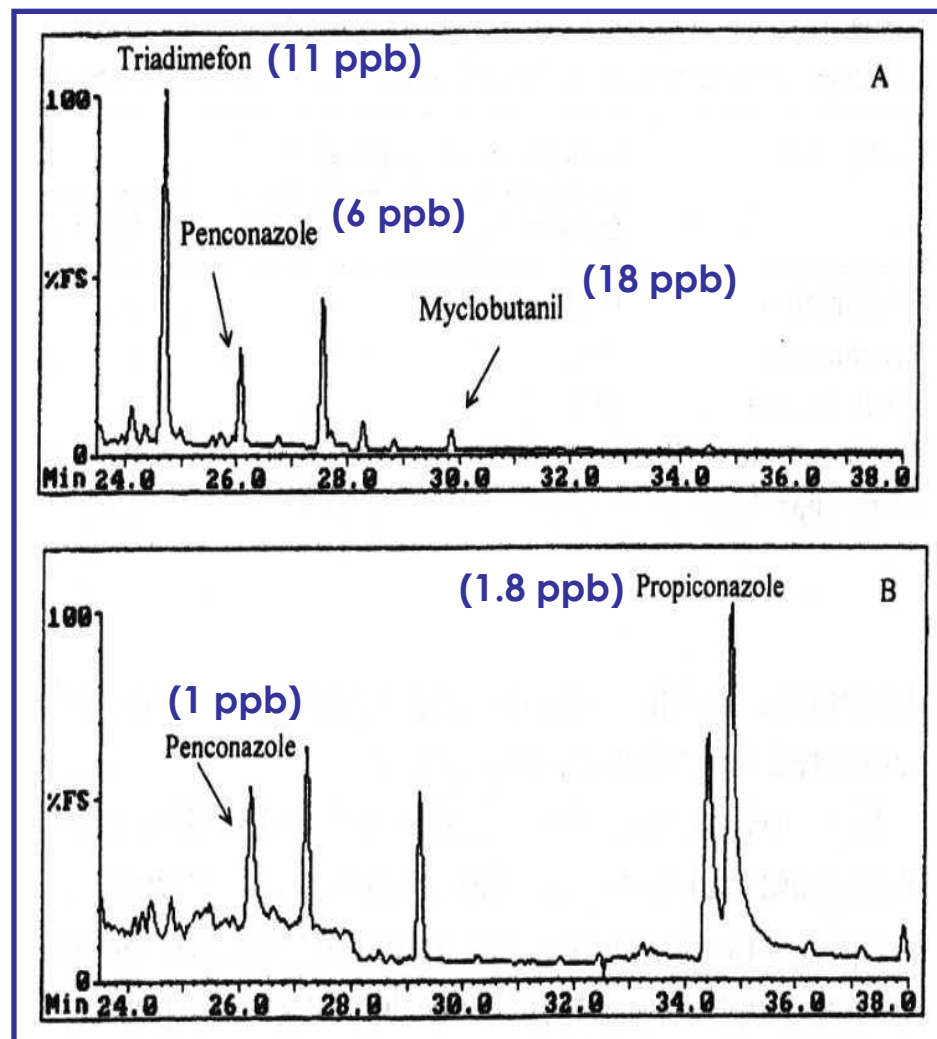 Triadimefon (11 ppb)
A
100
(6 ppb)
Penconazole
(18 ppb)
%FS
Myclobutanil
0
Min 24.0 26.0 28.0 30.0 32.0 34.0 36.0 38.0
(1.8 ppb) Propiconazole B
100
(1 ppb)
Penconazole
%FS
0
Min 24.0 26.0 28.0 30.0 32.0 34.0 36.0 38.0